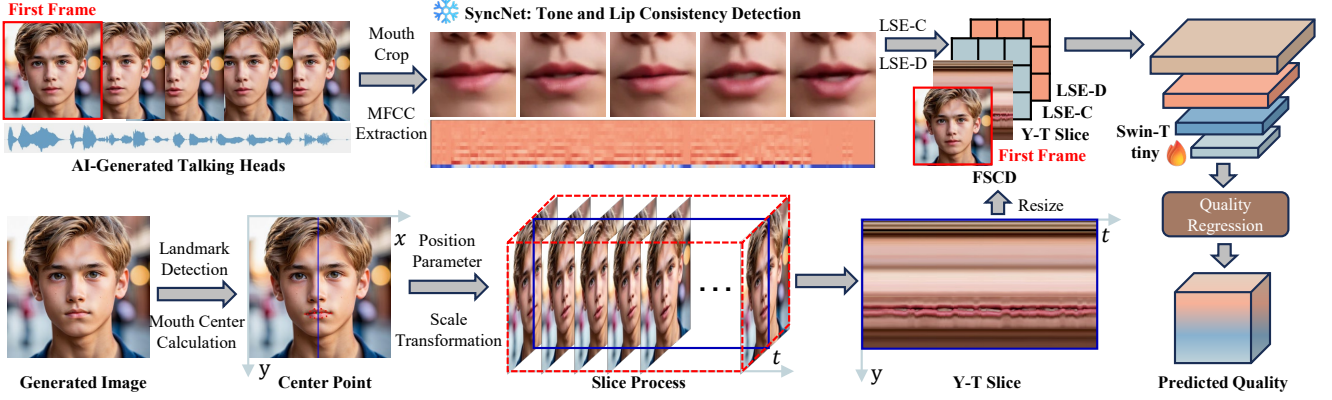 First Frame
SyncNet: Tone and Lip Consistency Detection
Mouth
Crop
MFCC
Extraction
AI-Generated Talking Heads
LSE-C
LSE-D
LSE-D
LSE-C
Y-T Slice
First Frame
FSCD
Swin-T
tiny
Resize
Quality
Regression
Landmark
Detection
Mouth Center
Calculation
x
y
Position
Parameter
Scale
Transformation
...
t
t
y
Generated Image
Center Point
Slice Process
Y-T Slice
Predicted Quality